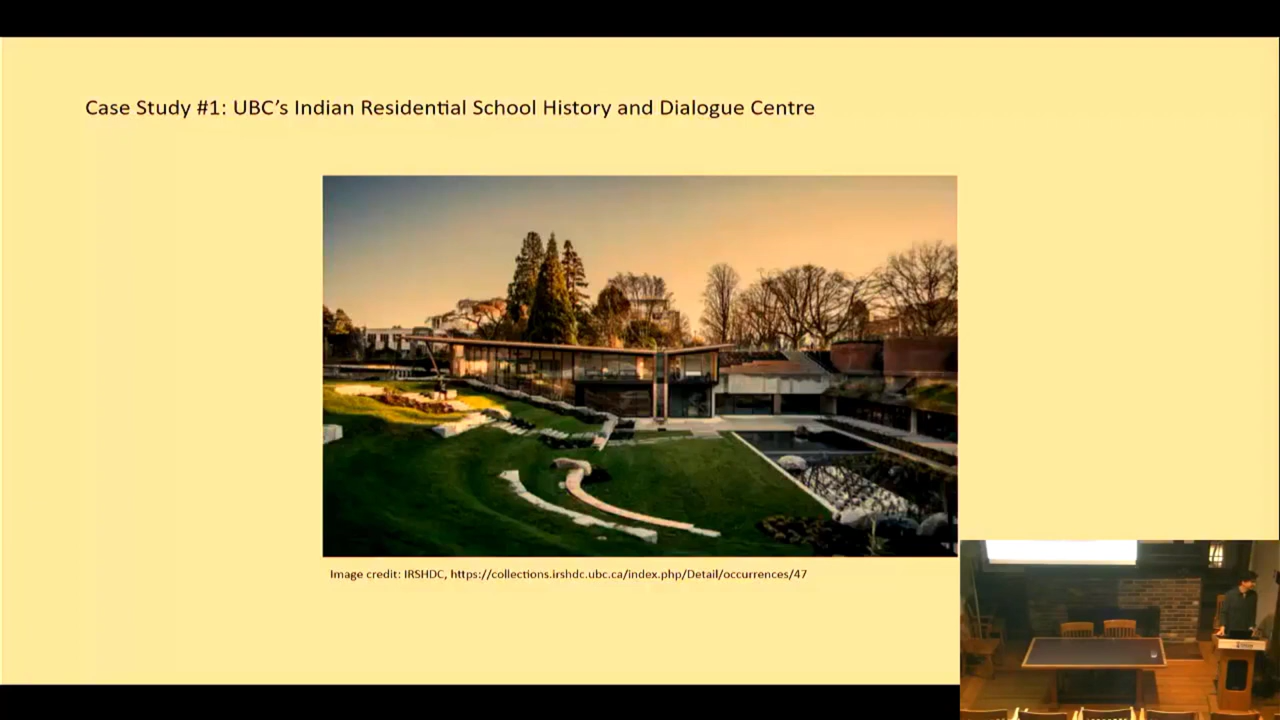 Case Study #1: UBC’s Indian Residential School History and Dialogue Centre
Image credit: IRSHDC, https://collections.irshdc.ubc.ca/index.php/Detail/occurrences/47